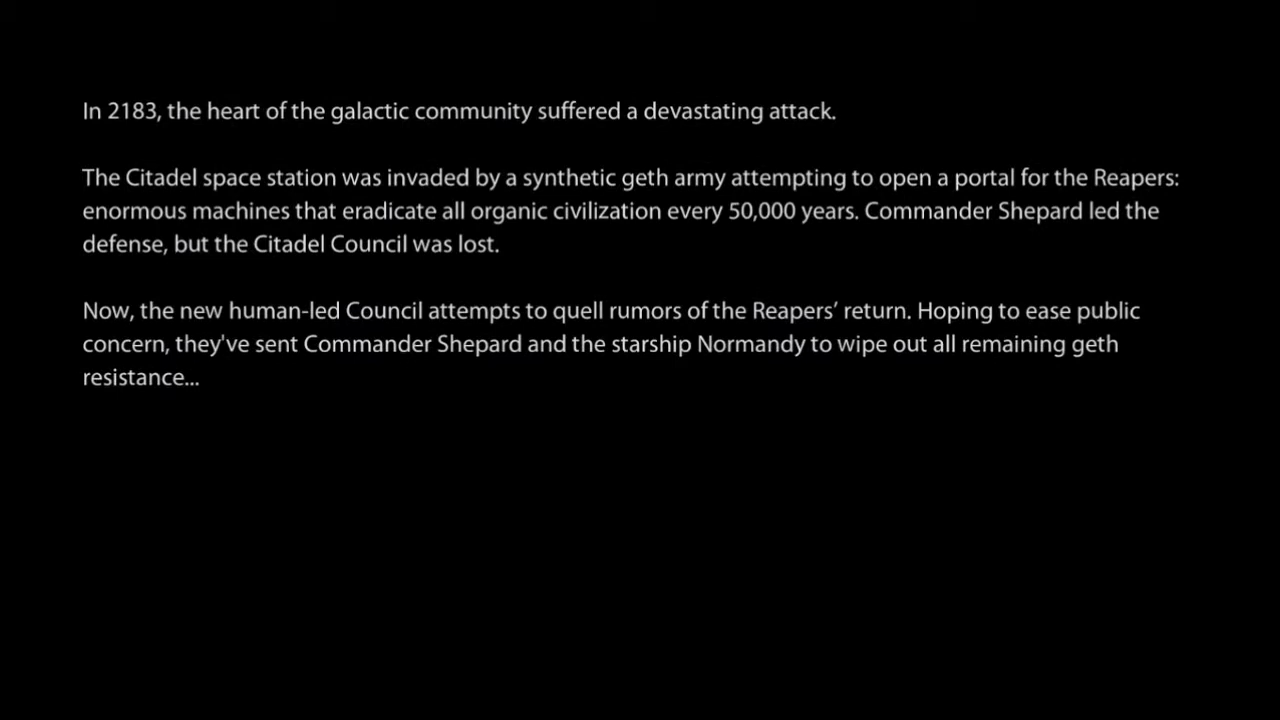 In 2183, the heart of the galactic community suffered a devastating attack.
The Citadel space station was invaded by a synthetic geth army attempting to open a portal for the Reapers:
enormous machines that eradicate all organic civilization every 50,000 years. Commander Shepard led the
defense, but the Citadel Council was lost.
Now, the new human-led Council attempts to quell rumors of the Reapers’ return. Hoping to ease public
concern, they've sent Commander Shepard and the starship Normandy to wipe out all remaining geth
resistance...